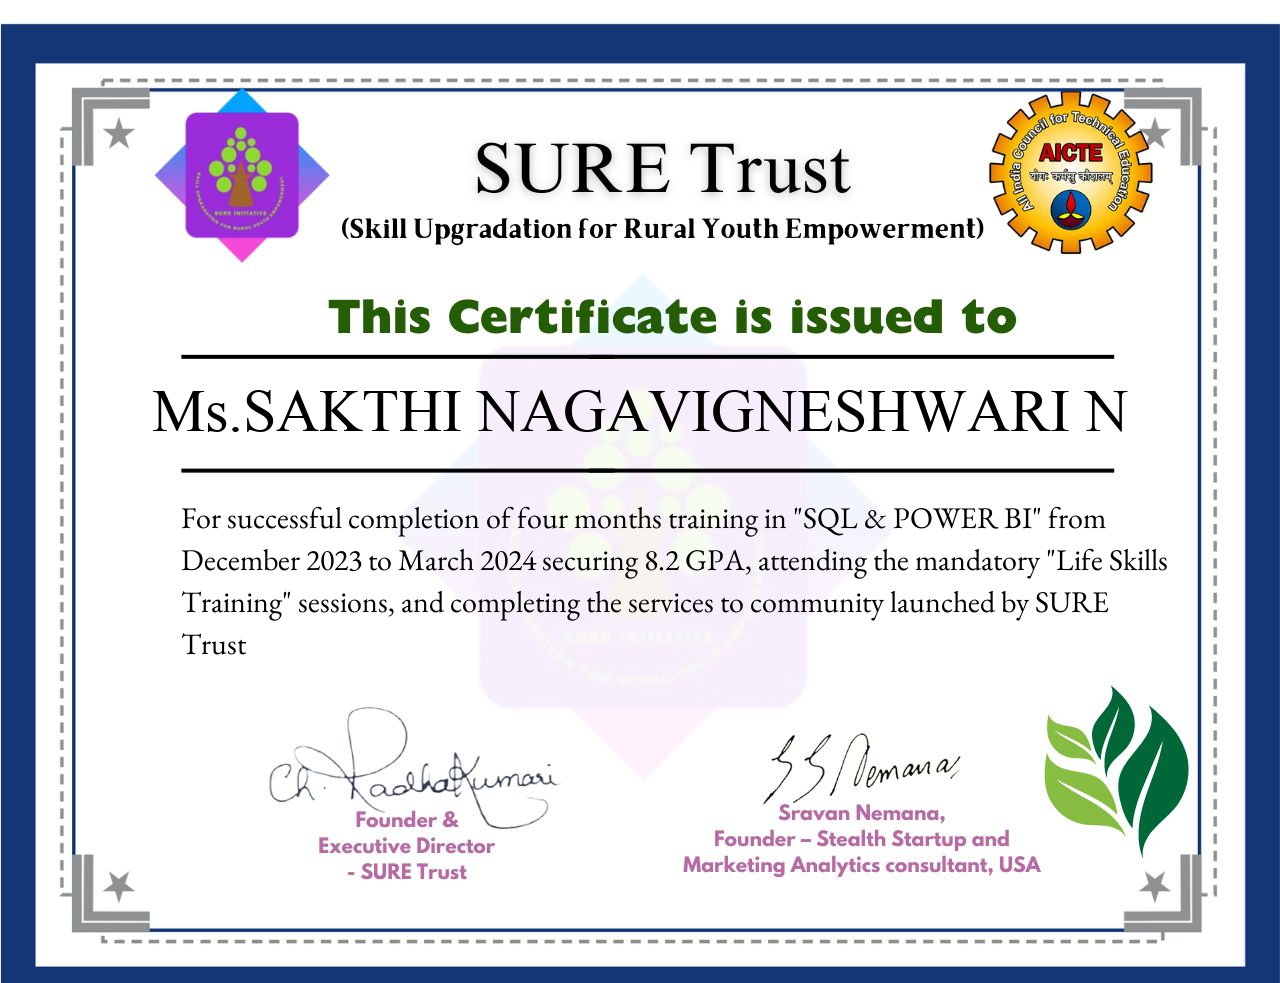 SURE Trust
(Skill Upgradation for Rural Youth Empowerment)
SURE INITIATIVE
SKILL UPGRADATION FOR RURAL YOUTH EMPOWERMENT
All India Council for Technical Education
AICTE
योगः कर्मसु कौशलम्
This Certificate is issued to
Ms.SAKTHI NAGAVIGNESHWARI N
For successful completion of four months training in "SQL & POWER BI" from
December 2023 to March 2024 securing 8.2 GPA, attending the mandatory "Life Skills
Training" sessions, and completing the services to community launched by SURE
Trust
SURE INITIATIVE
Ch. RadhaKumari
Founder &
Executive Director
- SURE Trust
S S Nemana
Sravan Nemana,
Founder – Stealth Startup and
Marketing Analytics consultant, USA